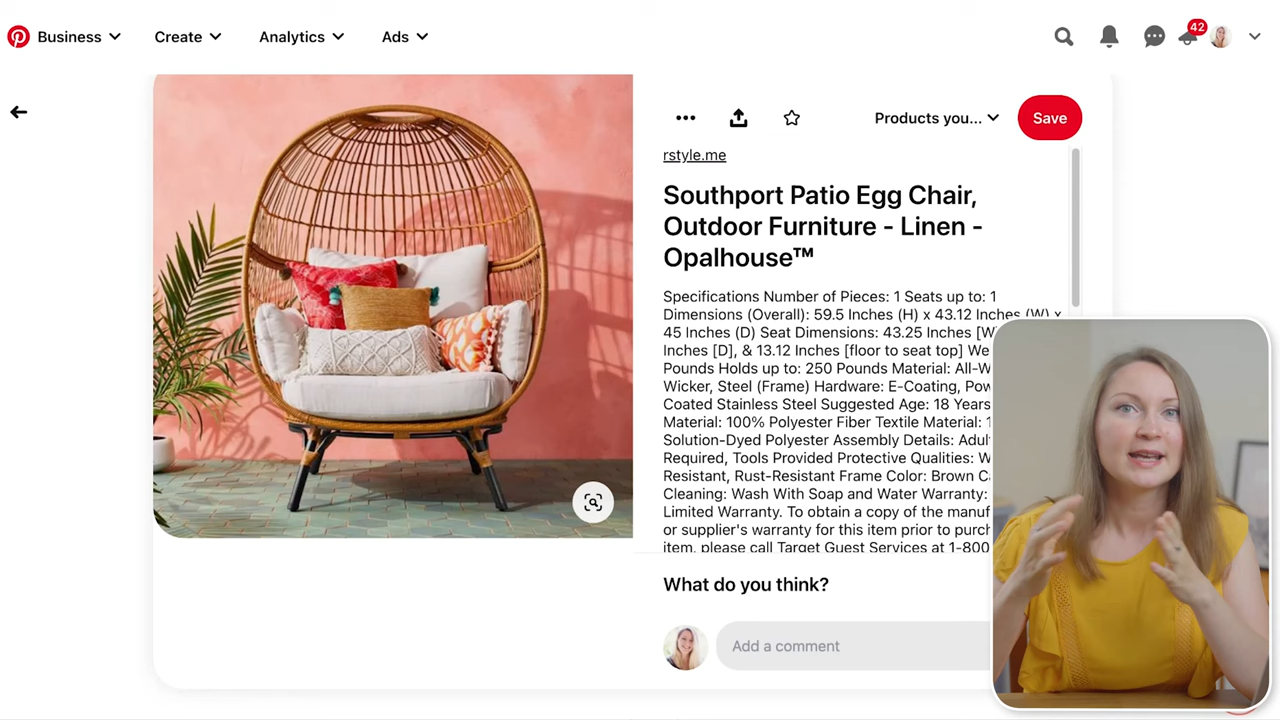 Business
Create
Analytics
Ads
42
Products you...
Save
rstyle.me
Southport Patio Egg Chair,
Outdoor Furniture - Linen -
Opalhouse™
Specifications Number of Pieces: 1 Seats up to: 1
Dimensions (Overall): 59.5 Inches (H) x 43.12 Inches (W) x
45 Inches (D) Seat Dimensions: 43.25 Inches [W
Inches [D], & 13.12 Inches [floor to seat top] We
Pounds Holds up to: 250 Pounds Material: All-W
Wicker, Steel (Frame) Hardware: E-Coating, Pow
Coated Stainless Steel Suggested Age: 18 Years
Material: 100% Polyester Fiber Textile Material: 1
Solution-Dyed Polyester Assembly Details: Adul
Required, Tools Provided Protective Qualities: W
Resistant, Rust-Resistant Frame Color: Brown C
Cleaning: Wash With Soap and Water Warranty:
Limited Warranty. To obtain a copy of the manuf
or supplier's warranty for this item prior to purch
item, please call Target Guest Services at 1-800
What do you think?
Add a comment